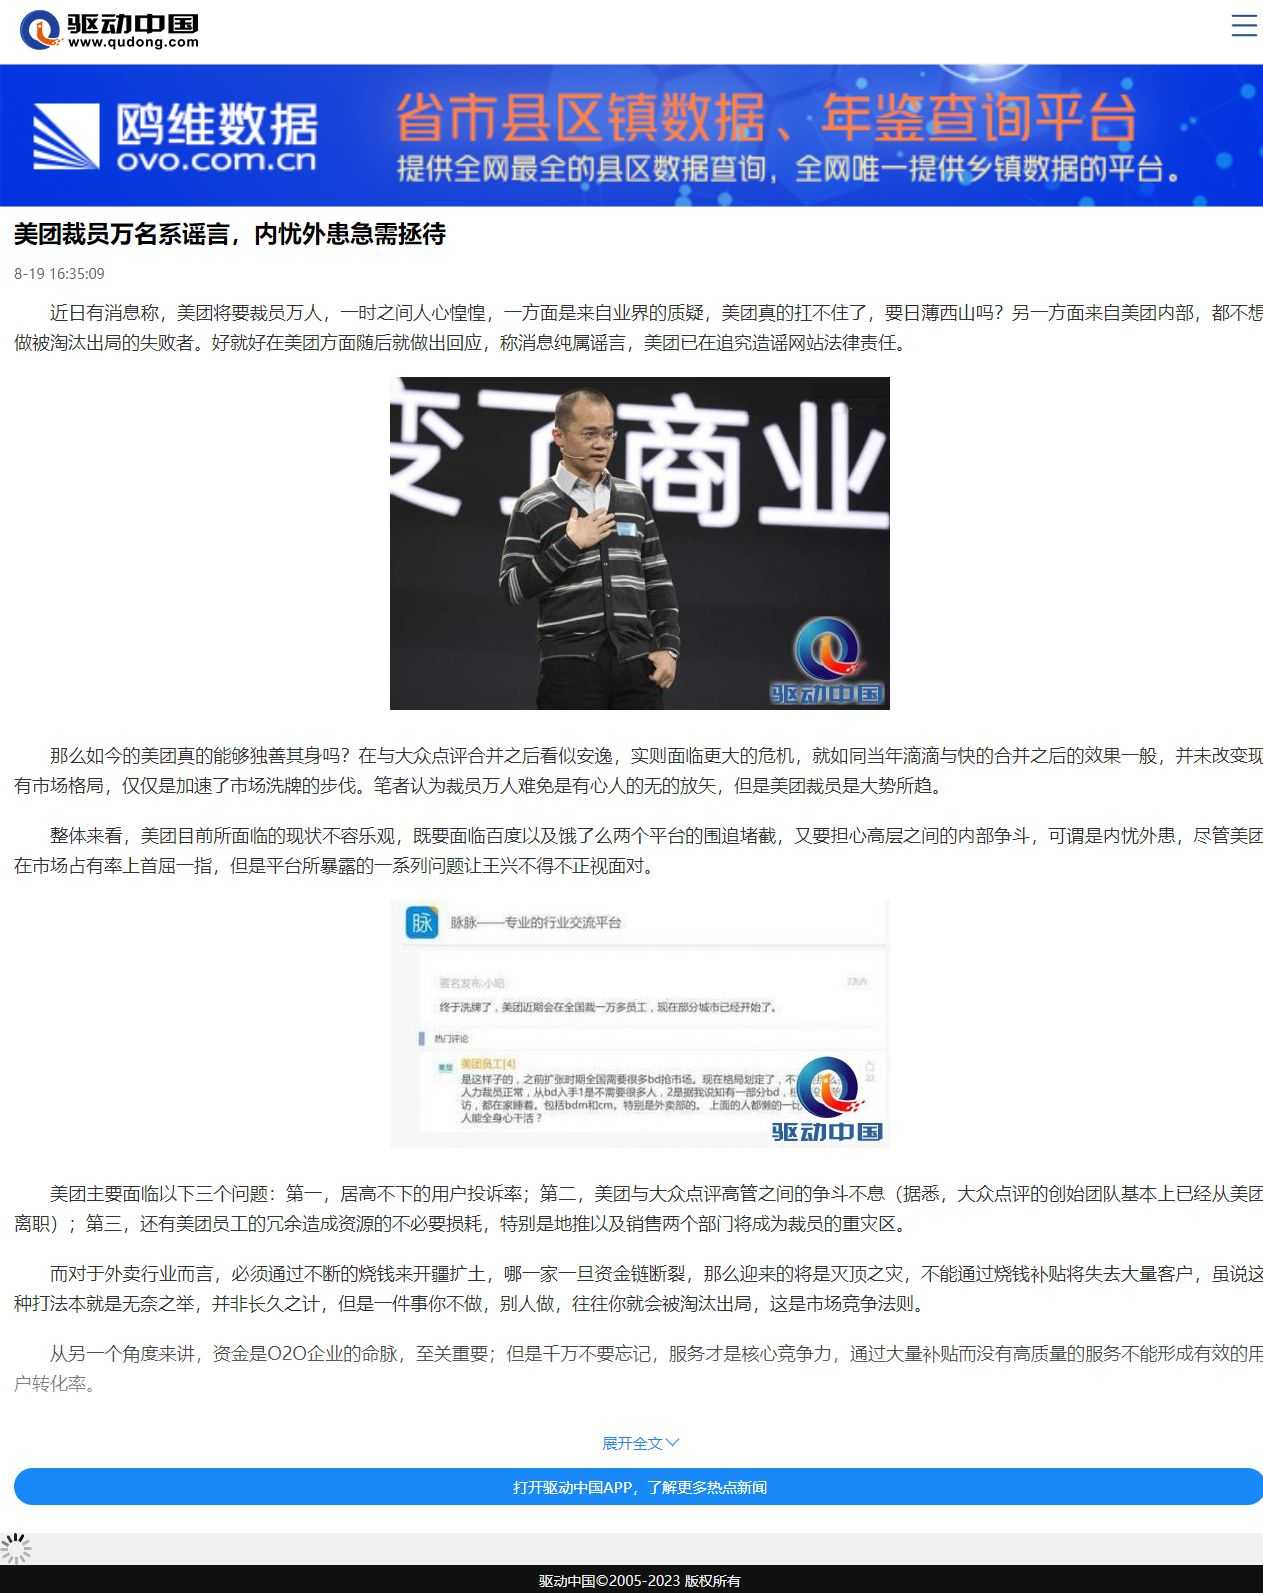 驱动中国
www.qudong.com
鸥维数据
ovo.com.cn
省市县区镇数据、年鉴查询平台
提供全网最全的县区数据查询，全网唯一提供乡镇数据的平台。
美团裁员万名系谣言，内忧外患急需拯待
8-19 16:35:09
近日有消息称，美团将要裁员万人，一时之间人心惶惶，一方面是来自业界的质疑，美团真的扛不住了，要日薄西山吗？另一方面来自美团内部，都不想
做被淘汰出局的失败者。好就好在美团方面随后就做出回应，称消息纯属谣言，美团已在追究造谣网站法律责任。
变了商业
驱动中国
那么如今的美团真的能够独善其身吗？在与大众点评合并之后看似安逸，实则面临更大的危机，就如同当年滴滴与快的合并之后的效果一般，并未改变现
有市场格局，仅仅是加速了市场洗牌的步伐。笔者认为裁员万人难免是有心人的无的放矢，但是美团裁员是大势所趋。
整体来看，美团目前所面临的现状不容乐观，既要面临百度以及饿了么两个平台的围追堵截，又要担心高层之间的内部争斗，可谓是内忧外患，尽管美团
在市场占有率上首屈一指，但是平台所暴露的一系列问题让王兴不得不正视面对。
脉 脉脉——专业的行业交流平台
匿名发布:小昭
终于洗牌了，美团近期会在全国裁一万多员工，现在部分城市已经开始了。
热门评论
美团员工[4]
是这样子的，之前扩张时期全国需要很多bd抢市场。现在格局划定了，不
人力裁员正常，从bd入手1是不需要很多人，2是据我说知有一部分bd，
访，都在家睡着。包括bdm和cm。特别是外卖部的。 上面的人都懒的一
人能全身心干活？
驱动中国
美团主要面临以下三个问题：第一，居高不下的用户投诉率；第二，美团与大众点评高管之间的争斗不息（据悉，大众点评的创始团队基本上已经从美团
离职）；第三，还有美团员工的冗余造成资源的不必要损耗，特别是地推以及销售两个部门将成为裁员的重灾区。
而对于外卖行业而言，必须通过不断的烧钱来开疆扩土，哪一家一旦资金链断裂，那么迎来的将是灭顶之灾，不能通过烧钱补贴将失去大量客户，虽说这
种打法本就是无奈之举，并非长久之计，但是一件事你不做，别人做，往往你就会被淘汰出局，这是市场竞争法则。
从另一个角度来讲，资金是O2O企业的命脉，至关重要；但是千万不要忘记，服务才是核心竞争力，通过大量补贴而没有高质量的服务不能形成有效的用
户转化率。
展开全文
打开驱动中国APP，了解更多热点新闻
驱动中国©2005-2023 版权所有